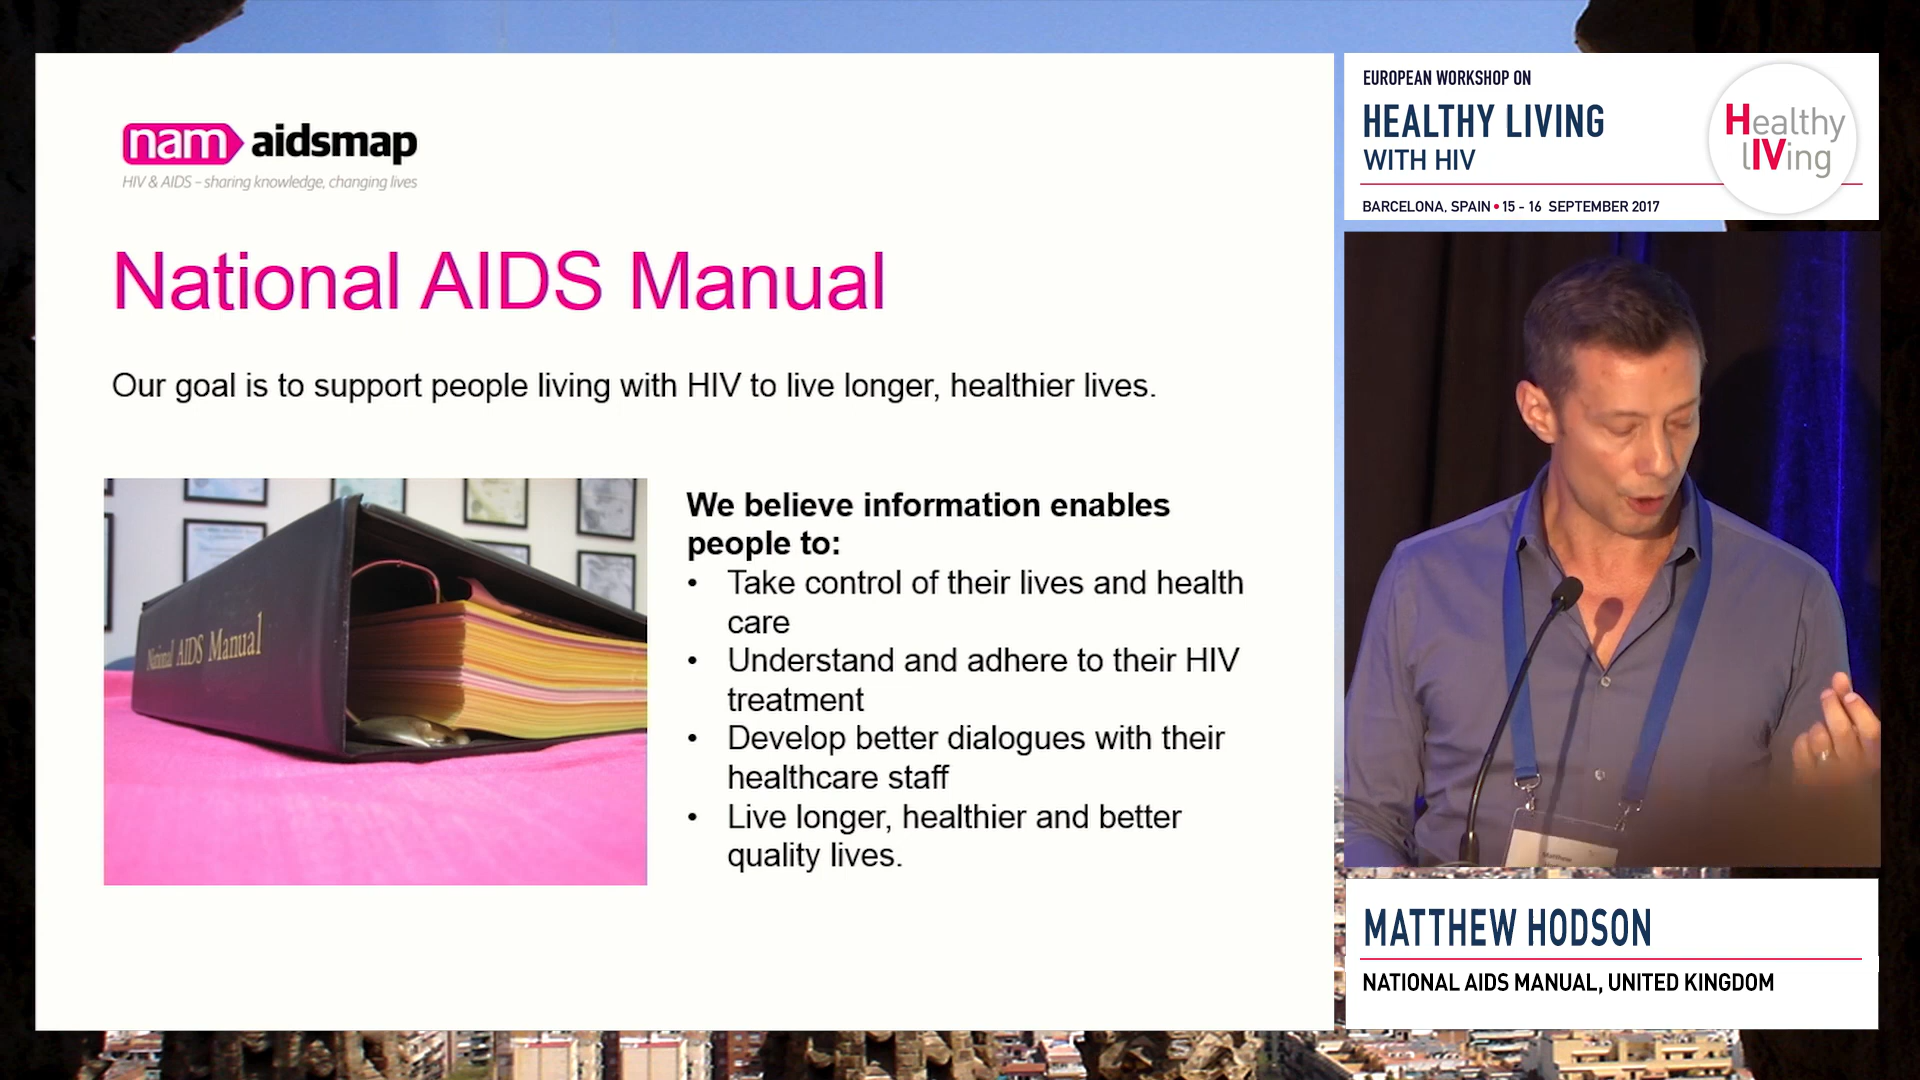 nam aidsmap
HIV & AIDS – sharing knowledge, changing lives
National AIDS Manual
Our goal is to support people living with HIV to live longer, healthier lives.
National AIDS Manual
We believe information enables
people to:
• Take control of their lives and health
care
• Understand and adhere to their HIV
treatment
• Develop better dialogues with their
healthcare staff
• Live longer, healthier and better
quality lives.
EUROPEAN WORKSHOP ON
HEALTHY LIVING
WITH HIV
BARCELONA, SPAIN • 15 - 16 SEPTEMBER 2017
Healthy
lIVing
Matthew
MATTHEW HODSON
NATIONAL AIDS MANUAL, UNITED KINGDOM